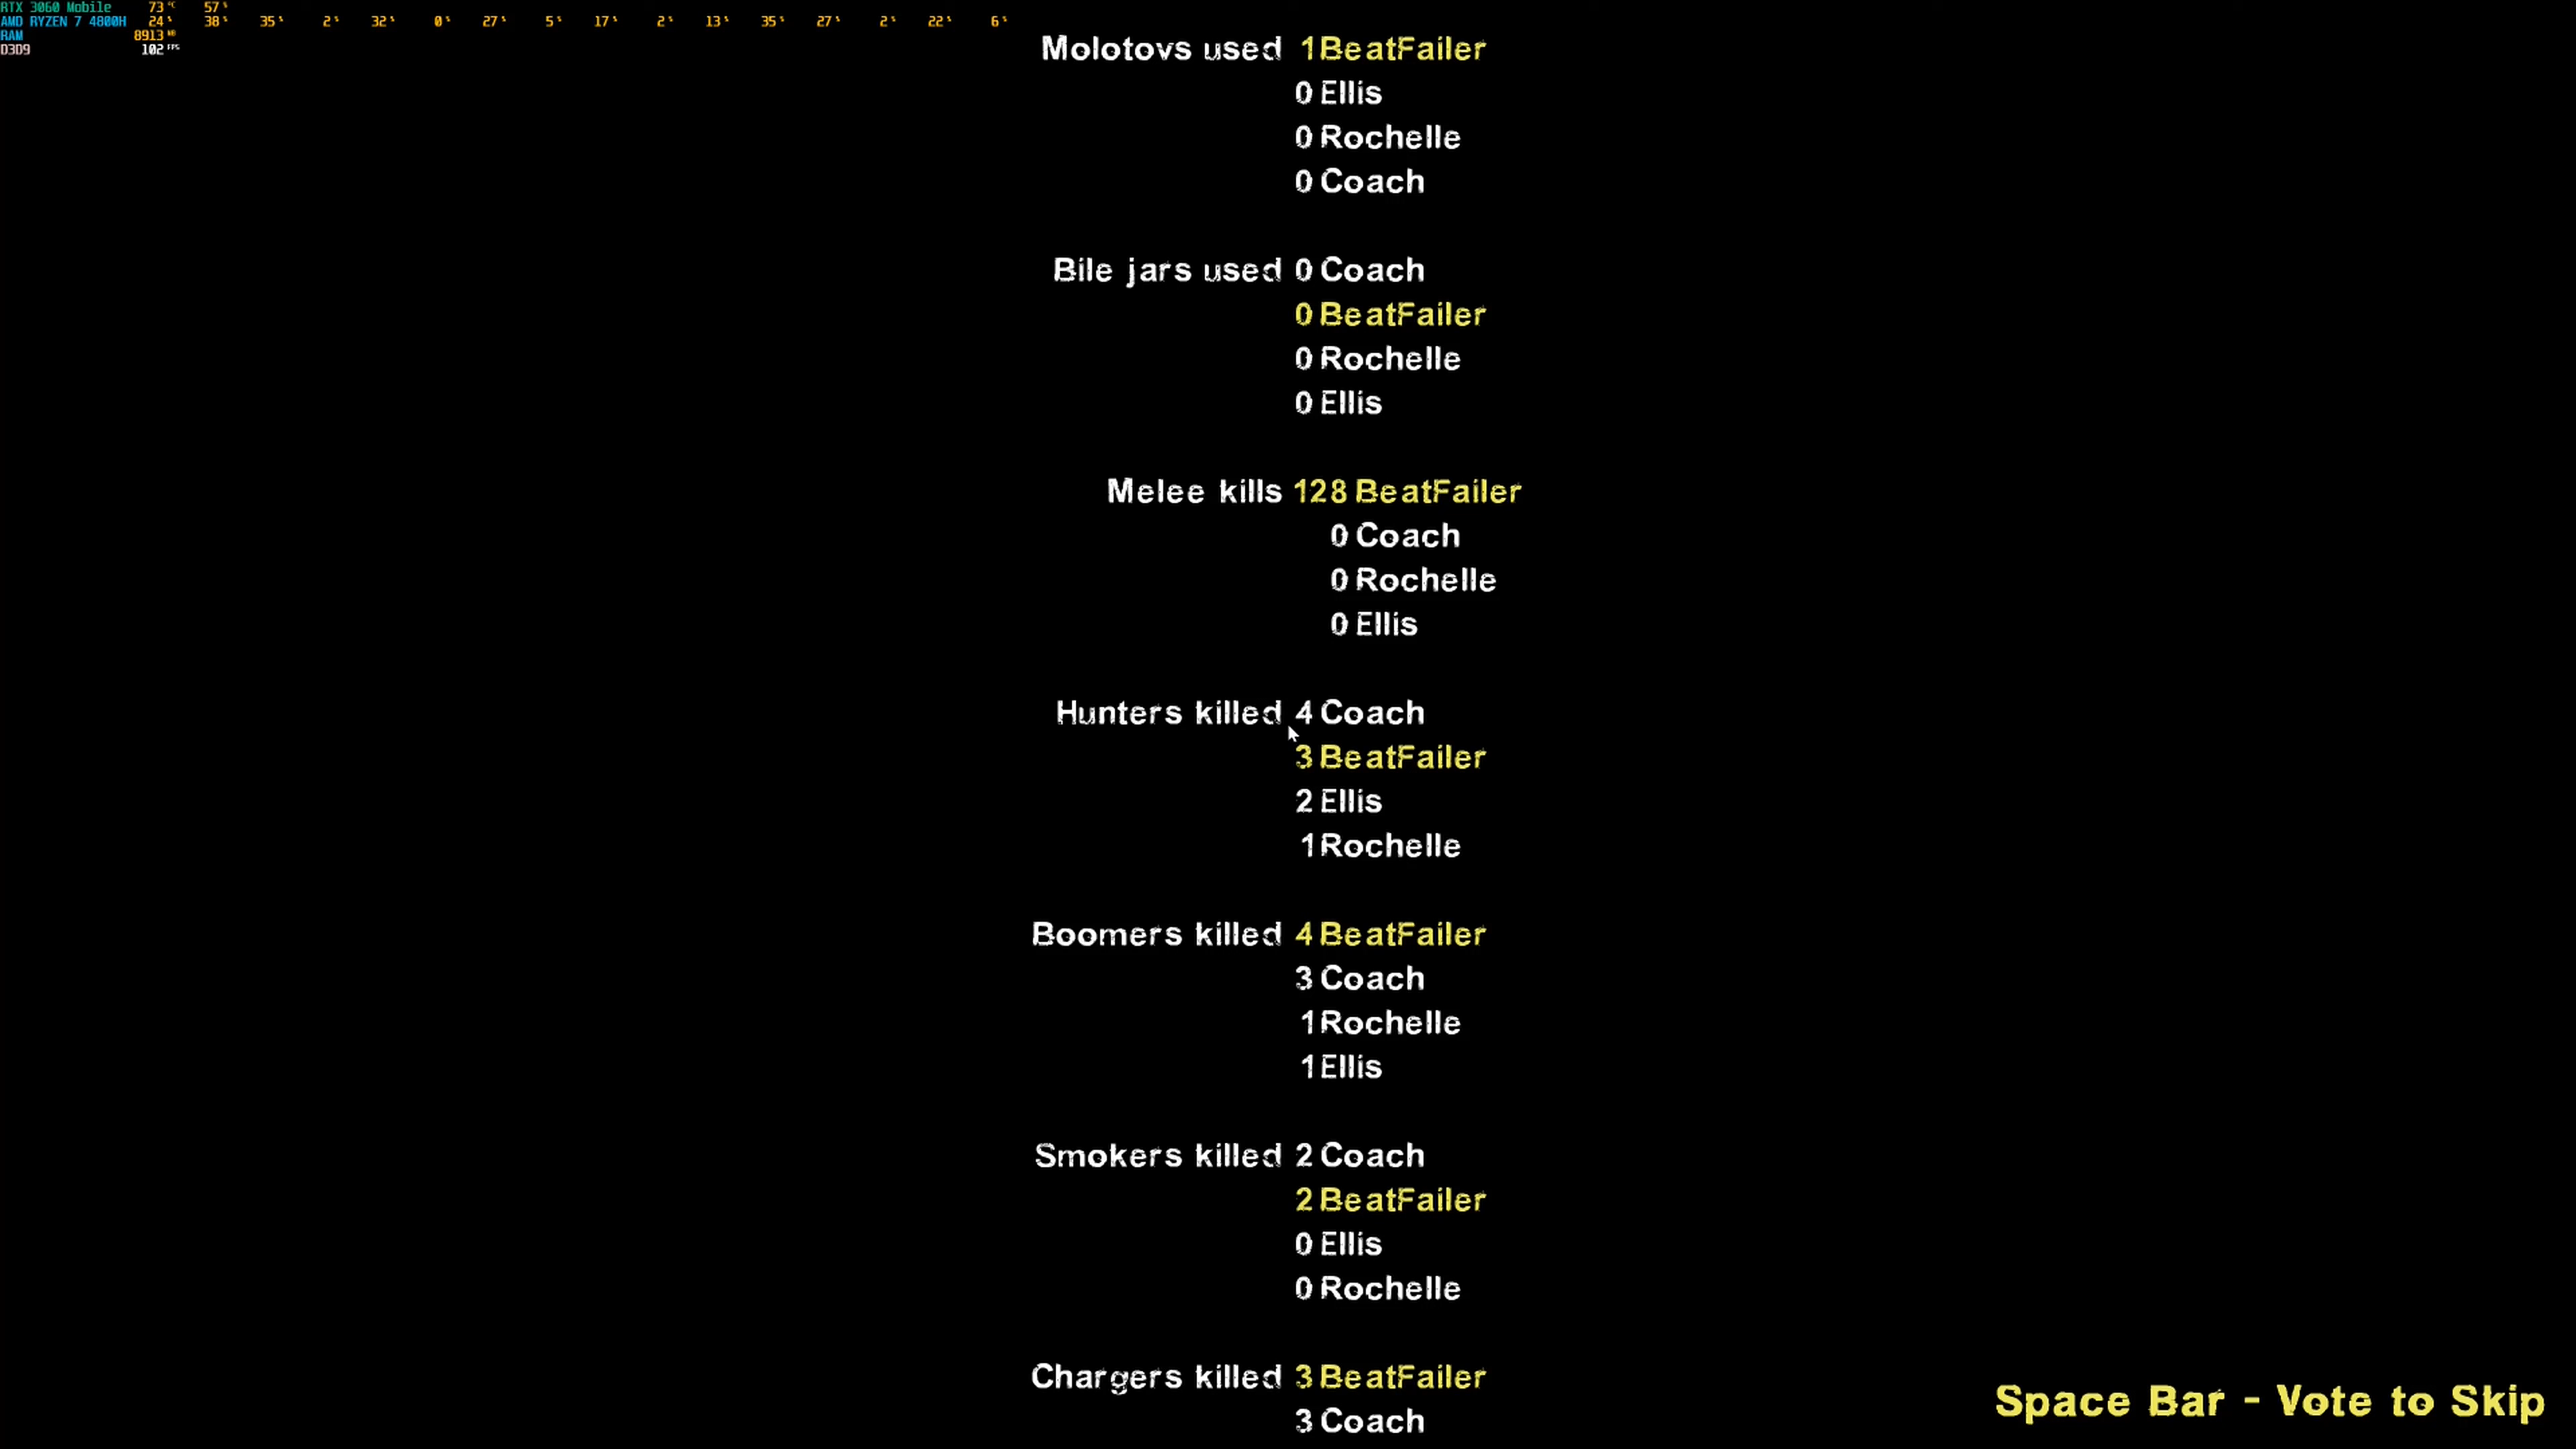 RTX 3060 Mobile 73°C 57%
AMD RYZEN 7 4800H 24% 38% 35% 2% 32% 0% 27% 5% 17% 2% 13% 35% 27% 2% 22% 6%
RAM 8913 MB
D3D9 102 FPS
Molotovs used 1 BeatFailer
0 Ellis
0 Rochelle
0 Coach
Bile jars used 0 Coach
0 BeatFailer
0 Rochelle
0 Ellis
Melee kills 128 BeatFailer
0 Coach
0 Rochelle
0 Ellis
Hunters killed 4 Coach
3 BeatFailer
2 Ellis
1 Rochelle
Boomers killed 4 BeatFailer
3 Coach
1 Rochelle
1 Ellis
Smokers killed 2 Coach
2 BeatFailer
0 Ellis
0 Rochelle
Chargers killed 3 BeatFailer
3 Coach
Space Bar - Vote to Skip